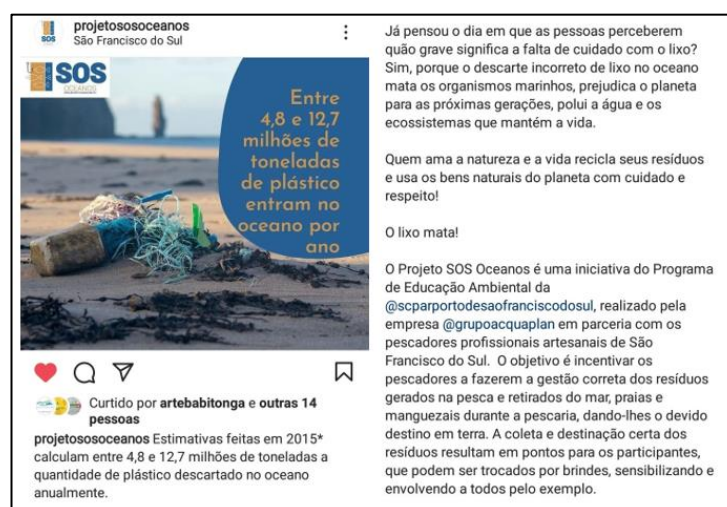 projetososoceanos
São Francisco do Sul
SOS
SOS
OCEANOS
Entre
4,8 e 12,7
milhões de
toneladas
de plástico
entram no
oceano por
ano
Curtido por artebabitonga e outras 14
pessoas
projetososoceanos Estimativas feitas em 2015*
calculam entre 4,8 e 12,7 milhões de toneladas a
quantidade de plástico descartado no oceano
anualmente.
Já pensou o dia em que as pessoas perceberem
quão grave significa a falta de cuidado com o lixo?
Sim, porque o descarte incorreto de lixo no oceano
mata os organismos marinhos, prejudica o planeta
para as próximas gerações, polui a água e os
ecossistemas que mantém a vida.
Quem ama a natureza e a vida recicla seus resíduos
e usa os bens naturais do planeta com cuidado e
respeito!
O lixo mata!
O Projeto SOS Oceanos é uma iniciativa do Programa
de Educação Ambiental da
@scparportodesaofranciscodosul, realizado pela
empresa @grupoacquaplan em parceria com os
pescadores profissionais artesanais de São
Francisco do Sul. O objetivo é incentivar os
pescadores a fazerem a gestão correta dos resíduos
gerados na pesca e retirados do mar, praias e
manguezais durante a pescaria, dando-lhes o devido
destino em terra. A coleta e destinação certa dos
resíduos resultam em pontos para os participantes,
que podem ser trocados por brindes, sensibilizando e
envolvendo a todos pelo exemplo.